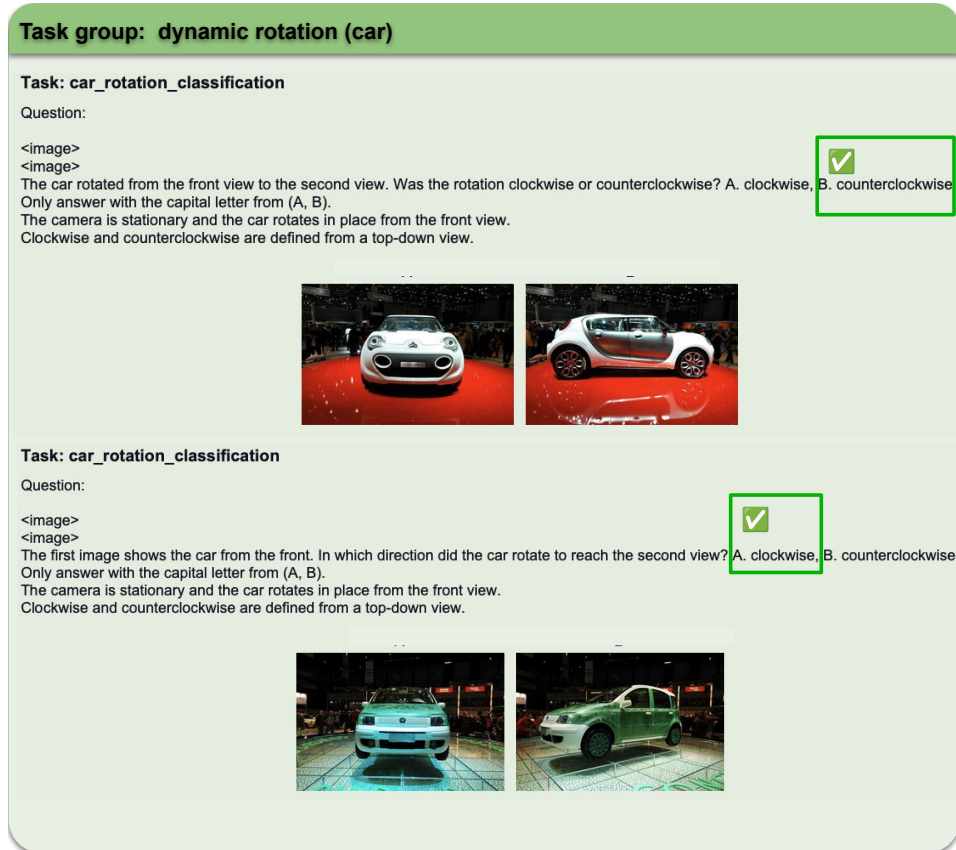 Task group: dynamic rotation (car)
Task: car_rotation_classification
Question:
<image>
<image>
The car rotated from the front view to the second view. Was the rotation clockwise or counterclockwise? A. clockwise, B. counterclockwise
Only answer with the capital letter from (A, B).
The camera is stationary and the car rotates in place from the front view.
Clockwise and counterclockwise are defined from a top-down view.
Task: car_rotation_classification
Question:
<image>
<image>
The first image shows the car from the front. In which direction did the car rotate to reach the second view? A. clockwise, B. counterclockwise
Only answer with the capital letter from (A, B).
The camera is stationary and the car rotates in place from the front view.
Clockwise and counterclockwise are defined from a top-down view.